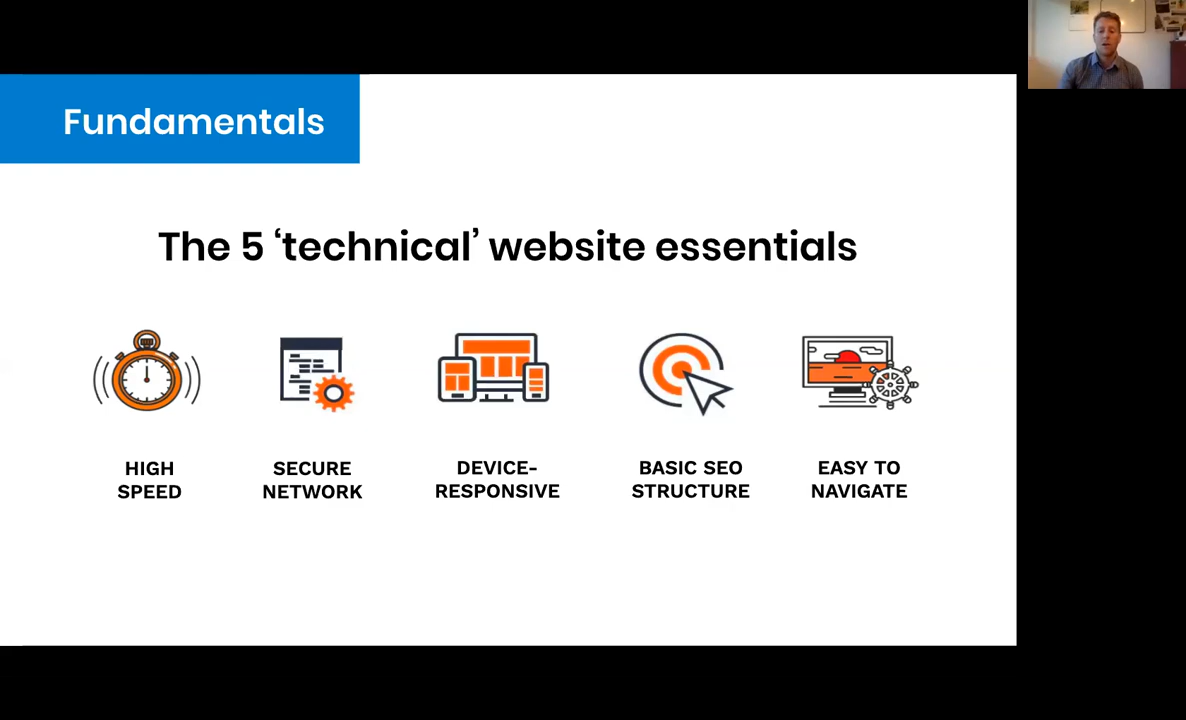 Fundamentals
The 5 ‘technical’ website essentials
HIGH
SPEED
SECURE
NETWORK
DEVICE-
RESPONSIVE
BASIC SEO
STRUCTURE
EASY TO
NAVIGATE